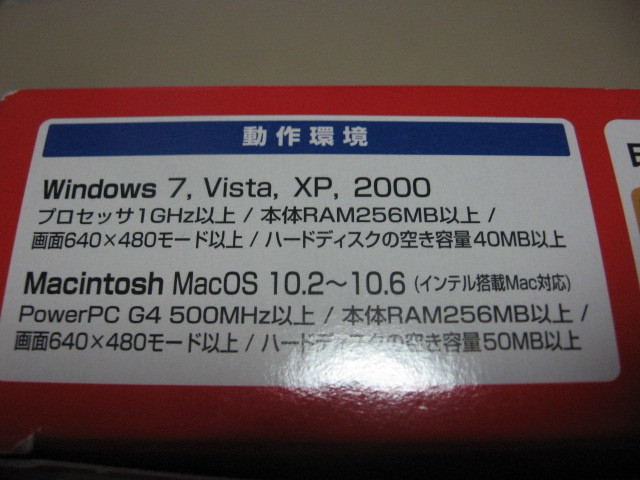 動作環境
Windows 7, Vista, XP, 2000
プロセッサ1GHz以上 / 本体RAM256MB以上 /
画面640×480モード以上 / ハードディスクの空き容量40MB以上
Macintosh MacOS 10.2～10.6 (インテル搭載Mac対応)
PowerPC G4 500MHz以上 / 本体RAM256MB以上 /
画面640×480モード以上 / ハードディスクの空き容量50MB以上